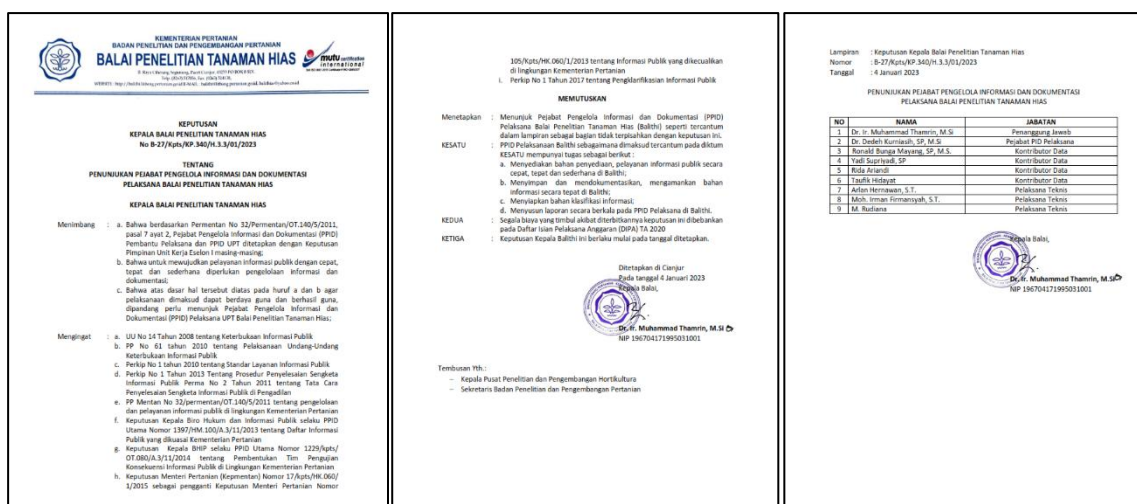 KEMENTERIAN PERTANIAN
BADAN PENELITIAN DAN PENGEMBANGAN PERTANIAN
BALAI PENELITIAN TANAMAN HIAS
mutu certification
international
KEPUTUSAN
KEPALA BALAI PENELITIAN TANAMAN HIAS
No B-27/Kpts/KP.340/H.3.3/01/2023
TENTANG
PENUNJUKAN PEJABAT PENGELOLA INFORMASI DAN DOKUMENTASI
PELAKSANA BALAI PENELITIAN TANAMAN HIAS
KEPALA BALAI PENELITIAN TANAMAN HIAS
Menimbang : a. Bahwa berdasarkan Permentan No 32/Permentan/OT.140/5/2011,
pasal 7 ayat 2, Pejabat Pengelola Informasi dan Dokumentasi (PPID)
Pembantu Pelaksana dan PPID UPT ditetapkan dengan Keputusan
Pimpinan Unit Kerja Eselon I masing-masing;
b. Bahwa untuk mewujudkan pelayanan informasi publik dengan cepat,
tepat dan sederhana diperlukan pengelolaan informasi dan
dokumentasi;
c. Bahwa atas dasar hal tersebut diatas pada huruf a dan b agar
pelaksanaan dimaksud dapat berdaya guna dan berhasil guna,
dipandang perlu menunjuk Pejabat Pengelola Informasi dan
Dokumentasi (PPID) Pelaksana UPT Balai Penelitian Tanaman Hias;
Mengingat : a. UU No 14 Tahun 2008 tentang Keterbukaan Informasi Publik
b. PP No 61 tahun 2010 tentang Pelaksanaan Undang-Undang
Keterbukaan Informasi Publik
c. Perkip No 1 tahun 2010 tentang Standar Layanan Informasi Publik
d. Perkip No 1 Tahun 2013 Tentang Prosedur Penyelesaian Sengketa
Informasi Publik Perma No 2 Tahun 2011 tentang Tata Cara
Penyelesaian Sengketa Informasi Publik di Pengadilan
e. PP Mentan No 32/permentan/OT.140/5/2011 tentang pengelolaan
dan pelayanan informasi publik di lingkungan Kementerian Pertanian
f. Keputusan Kepala Biro Hukum dan Informasi Publik selaku PPID
Utama Nomor 1397/HM.100/A.3/11/2013 tentang Daftar Informasi
Publik yang dikuasai Kementerian Pertanian
g. Keputusan Kepala BHIP selaku PPID Utama Nomor 1229/kpts/
OT.080/A.3/11/2014 tentang Pembentukan Tim Pengujian
Konsekuensi Informasi Publik di Lingkungan Kementerian Pertanian
h. Keputusan Menteri Pertanian (Kepmentan) Nomor 17/kpts/HK.060/
1/2015 sebagai pengganti Keputusan Menteri Pertanian Nomor
105/Kpts/HK.060/1/2013 tentang Informasi Publik yang dikecualikan
di lingkungan Kementerian Pertanian
i. Perkip No 1 Tahun 2017 tentang Pengklarifikasian Informasi Publik
MEMUTUSKAN
Menetapkan : Menunjuk Pejabat Pengelola Informasi dan Dokumentasi (PPID)
Pelaksana Balai Penelitian Tanaman Hias (Balithi) seperti tercantum
dalam lampiran sebagai bagian tidak terpisahkan dengan keputusan ini.
KESATU : PPID Pelaksanaan Balithi sebagaimana dimaksud tercantum pada diktum
KESATU mempunyai tugas sebagai berikut :
a. Menyediakan bahan penyediaan, pelayanan informasi publik secara
cepat, tepat dan sederhana di Balithi;
b. Menyimpan dan mendokumentasikan, mengamankan bahan
informasi secara tepat di Balithi;
c. Menyiapkan bahan klasifikasi informasi;
d. Menyusun laporan secara berkala pada PPID Pelaksana di Balithi.
KEDUA : Segala biaya yang timbul akibat diterbitkannya keputusan ini dibebankan
pada Daftar Isian Pelaksana Anggaran (DIPA) TA 2020
KETIGA : Keputusan Kepala Balithi ini berlaku mulai pada tanggal ditetapkan.
Ditetapkan di Cianjur
Pada tanggal 4 Januari 2023
Kepala Balai,
Dr. Ir. Muhammad Thamrin, M.Si
NIP 196704171995031001
Tembusan Yth.:
– Kepala Pusat Penelitian dan Pengembangan Hortikultura
– Sekretaris Badan Penelitian dan Pengembangan Pertanian
Lampiran : Keputusan Kepala Balai Penelitian Tanaman Hias
Nomor : B-27/Kpts/KP.340/H.3.3/01/2023
Tanggal : 4 Januari 2023
PENUNJUKAN PEJABAT PENGELOLA INFORMASI DAN DOKUMENTASI
PELAKSANA BALAI PENELITIAN TANAMAN HIAS
NO NAMA JABATAN
1 Dr. Ir. Muhammad Thamrin, M.Si Penanggung Jawab
2 Dr. Dedeh Kurniasih, SP, M.Si Pejabat PID Pelaksana
3 Ronald Bunga Mayang, SP, M.S. Kontributor Data
4 Yadi Supriyadi, SP Kontributor Data
5 Rida Ariandi Kontributor Data
6 Taufik Hidayat Kontributor Data
7 Arlan Hernawan, S.T. Pelaksana Teknis
8 Moh. Irman Firmansyah, S.T. Pelaksana Teknis
9 M. Rudiana Pelaksana Teknis
Kepala Balai,
Dr. Ir. Muhammad Thamrin, M.Si
NIP 196704171995031001